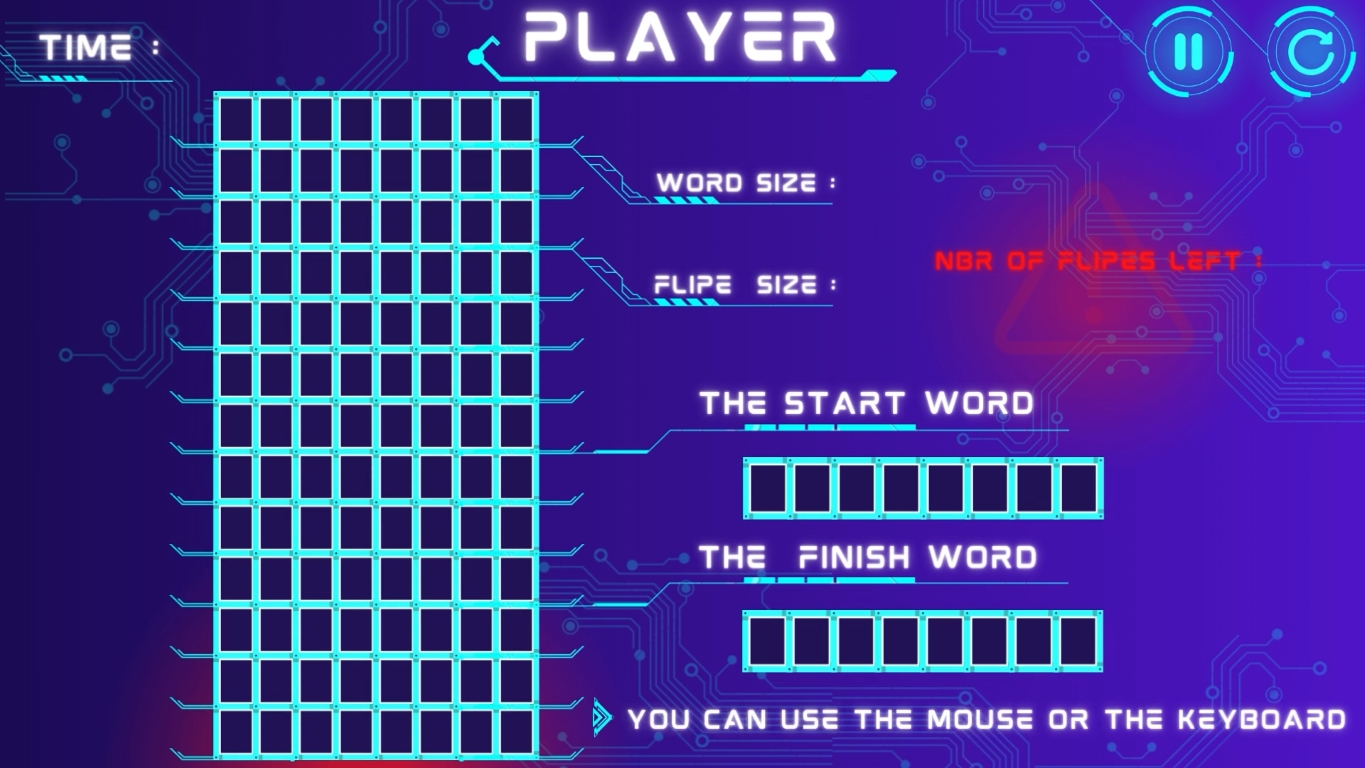 TIME :
PLAYER
WORD SIZE :
FLIPE SIZE :
NBR OF FLIPES LEFT :
THE START WORD
THE FINISH WORD
YOU CAN USE THE MOUSE OR THE KEYBOARD